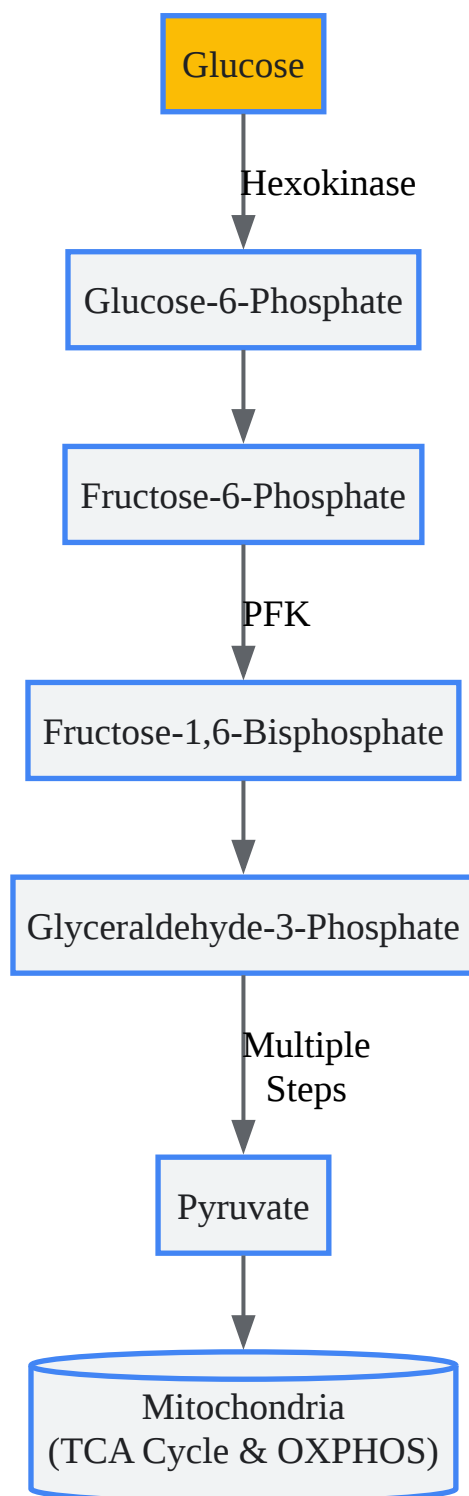 Glucose
Hexokinase
Glucose-6-Phosphate
Fructose-6-Phosphate
PFK
Fructose-1,6-Bisphosphate
Glyceraldehyde-3-Phosphate
Multiple
Steps
Pyruvate
Mitochondria
(TCA Cycle & OXPHOS)